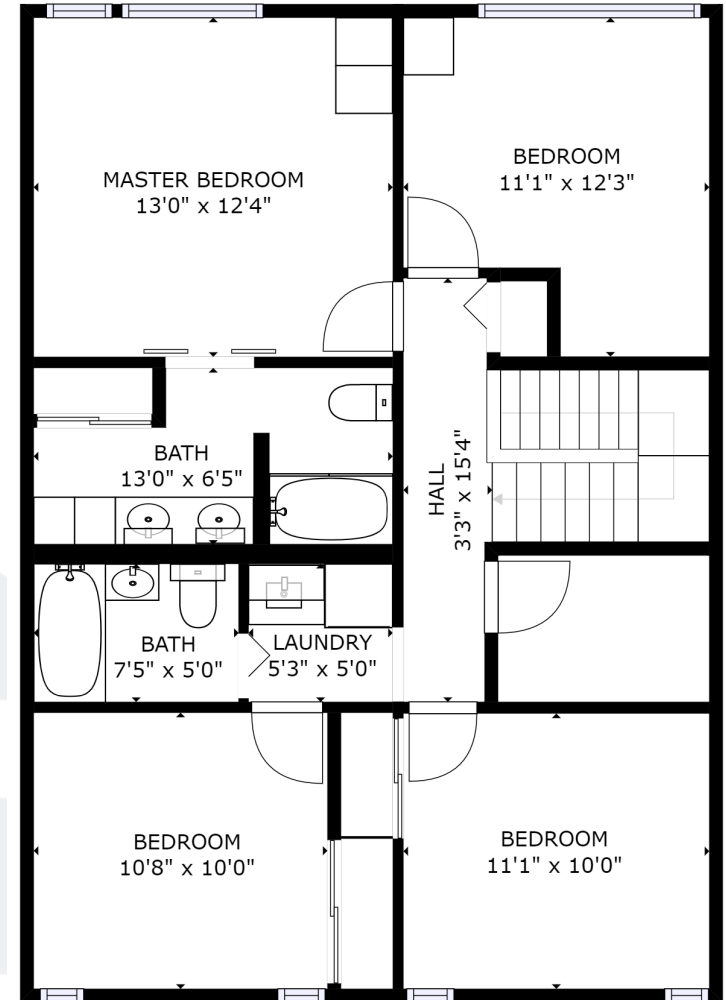 MASTER BEDROOM
13'0" x 12'4"
BEDROOM
11'1" x 12'3"
BATH
13'0" x 6'5"
HALL
3'3" x 15'4"
BATH
7'5" x 5'0"
LAUNDRY
5'3" x 5'0"
BEDROOM
10'8" x 10'0"
BEDROOM
11'1" x 10'0"